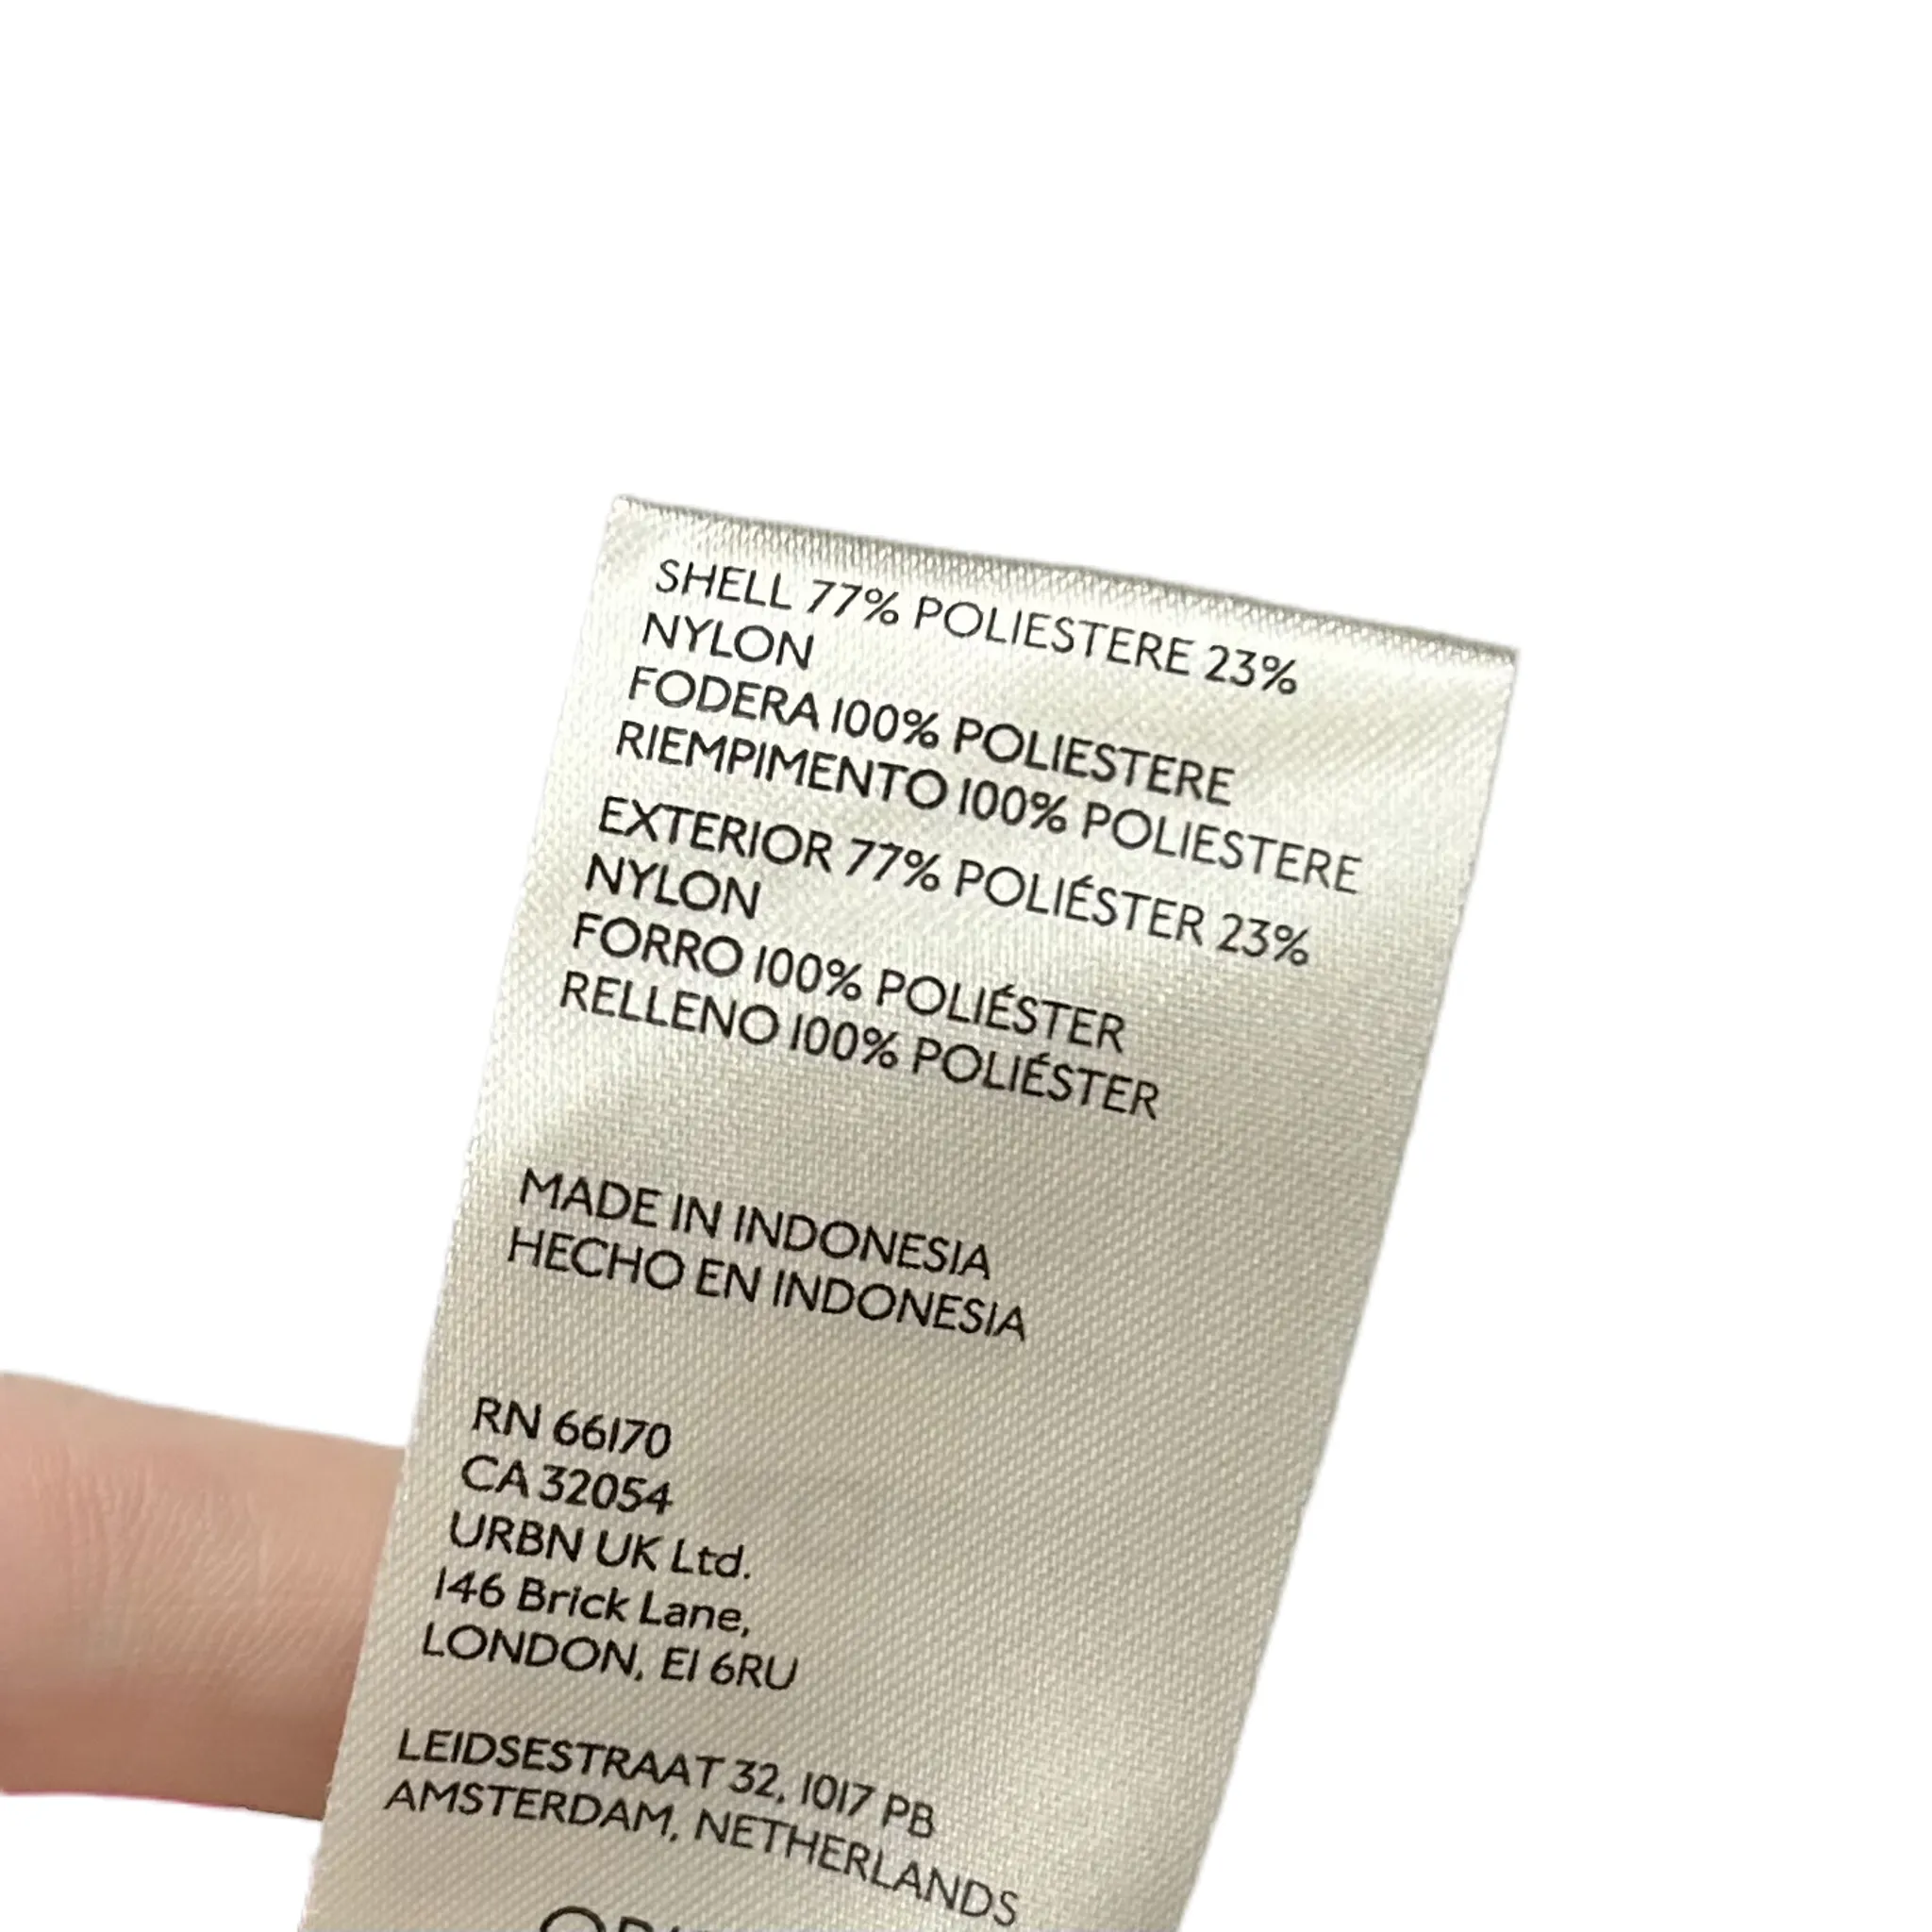 SHELL 77% POLIESTERE 23%
NYLON
FODERA 100% POLIESTERE
RIEMPIMENTO 100% POLIESTERE
EXTERIOR 77% POLIÉSTER 23%
NYLON
FORRO 100% POLIÉSTER
RELLENO 100% POLIÉSTER
MADE IN INDONESIA
HECHO EN INDONESIA
RN 66170
CA 32054
URBN UK Ltd.
146 Brick Lane,
LONDON, E1 6RU
LEIDSESTRAAT 32, 1017 PB
AMSTERDAM, NETHERLANDS